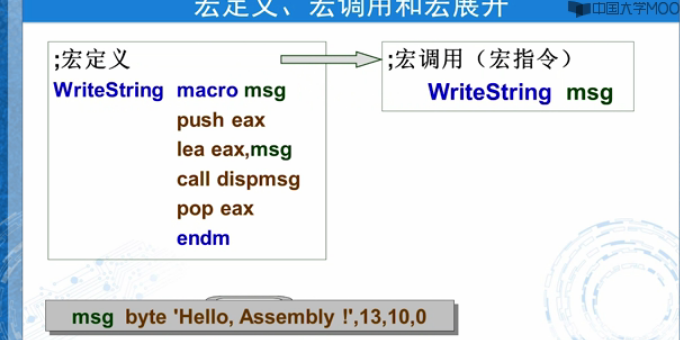 宏定义、宏调用和宏展开
中国大学MOO
;宏定义
WriteString macro msg
push eax
lea eax,msg
call dispmsg
pop eax
endm
;宏调用（宏指令）
WriteString msg
msg byte 'Hello, Assembly !',13,10,0